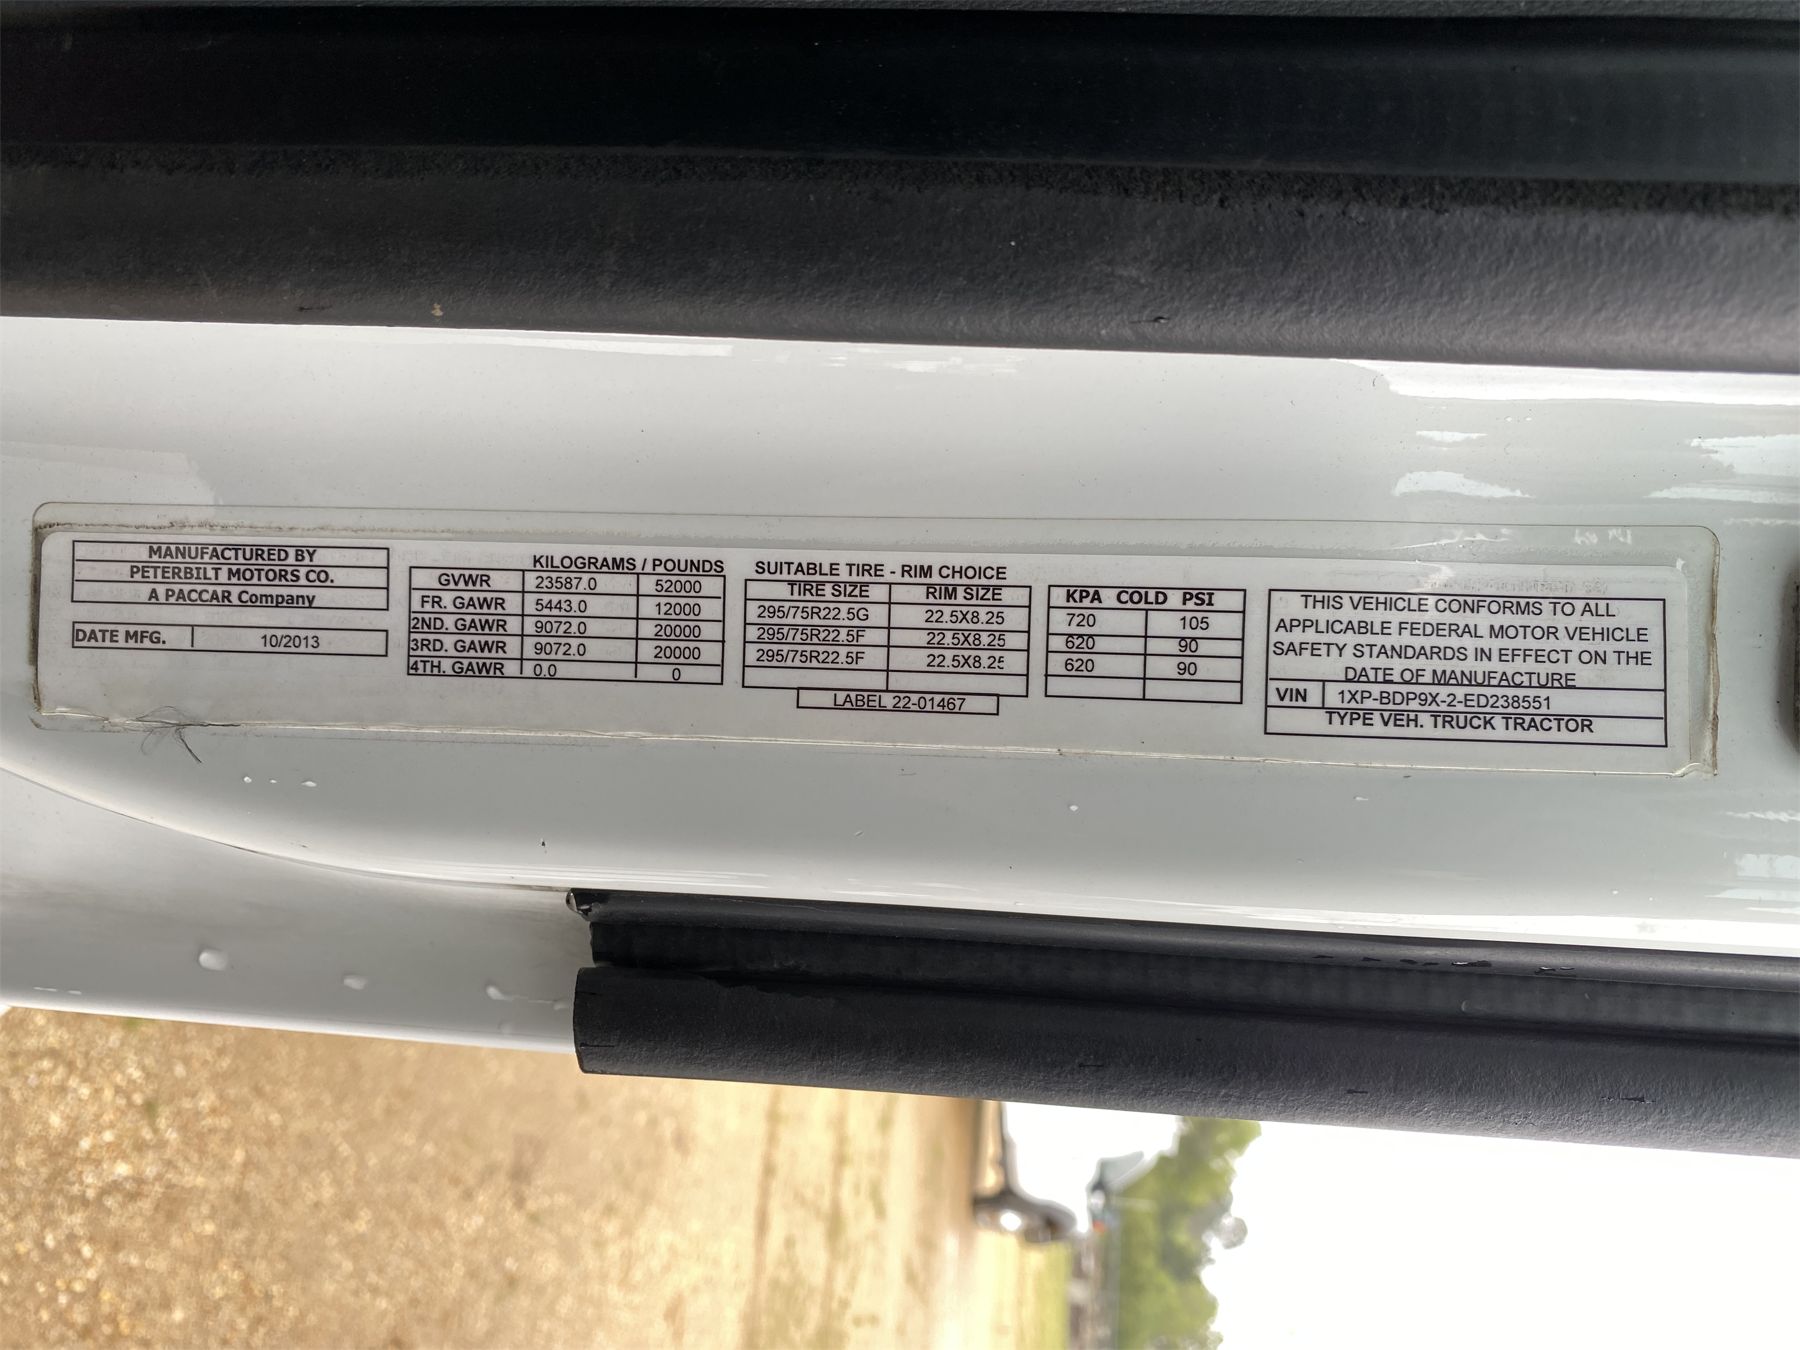 MANUFACTURED BY
PETERBILT MOTORS CO.
A PACCAR Company
DATE MFG. 10/2013
KILOGRAMS / POUNDS
GVWR 23587.0 52000
FR. GAWR 5443.0 12000
2ND. GAWR 9072.0 20000
3RD. GAWR 9072.0 20000
4TH. GAWR 0.0 0
SUITABLE TIRE - RIM CHOICE
TIRE SIZE RIM SIZE
295/75R22.5G 22.5X8.25
295/75R22.5F 22.5X8.25
295/75R22.5F 22.5X8.25
LABEL 22-01467
KPA COLD PSI
720 105
620 90
620 90
THIS VEHICLE CONFORMS TO ALL
APPLICABLE FEDERAL MOTOR VEHICLE
SAFETY STANDARDS IN EFFECT ON THE
DATE OF MANUFACTURE
VIN 1XP-BDP9X-2-ED238551
TYPE VEH. TRUCK TRACTOR